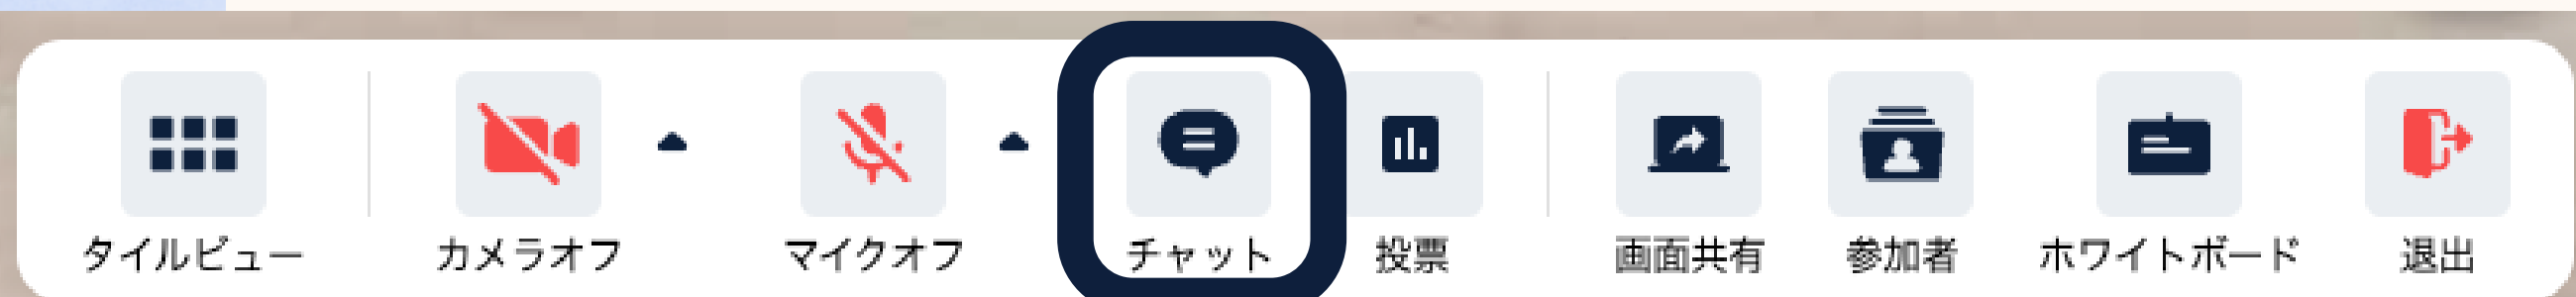 タイルビュー
カメラオフ
マイクオフ
チャット
投票
画面共有
参加者
ホワイトボード
退出